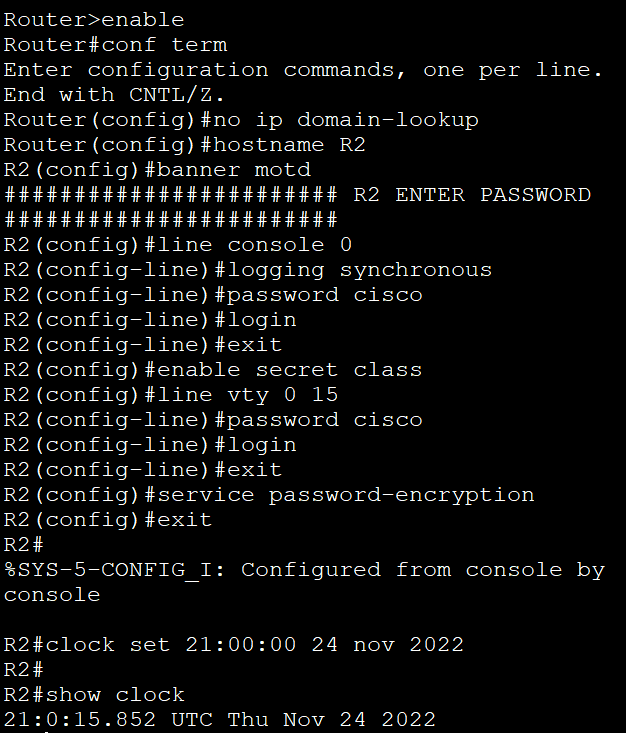 Router>enable
Router#conf term
Enter configuration commands, one per line.
End with CNTL/Z.
Router(config)#no ip domain-lookup
Router(config)#hostname R2
R2(config)#banner motd
######################## R2 ENTER PASSWORD
########################
R2(config)#line console 0
R2(config-line)#logging synchronous
R2(config-line)#password cisco
R2(config-line)#login
R2(config-line)#exit
R2(config)#enable secret class
R2(config)#line vty 0 15
R2(config-line)#password cisco
R2(config-line)#login
R2(config-line)#exit
R2(config)#service password-encryption
R2(config)#exit
R2#
%SYS-5-CONFIG_I: Configured from console by
console
R2#clock set 21:00:00 24 nov 2022
R2#
R2#show clock
21:0:15.852 UTC Thu Nov 24 2022